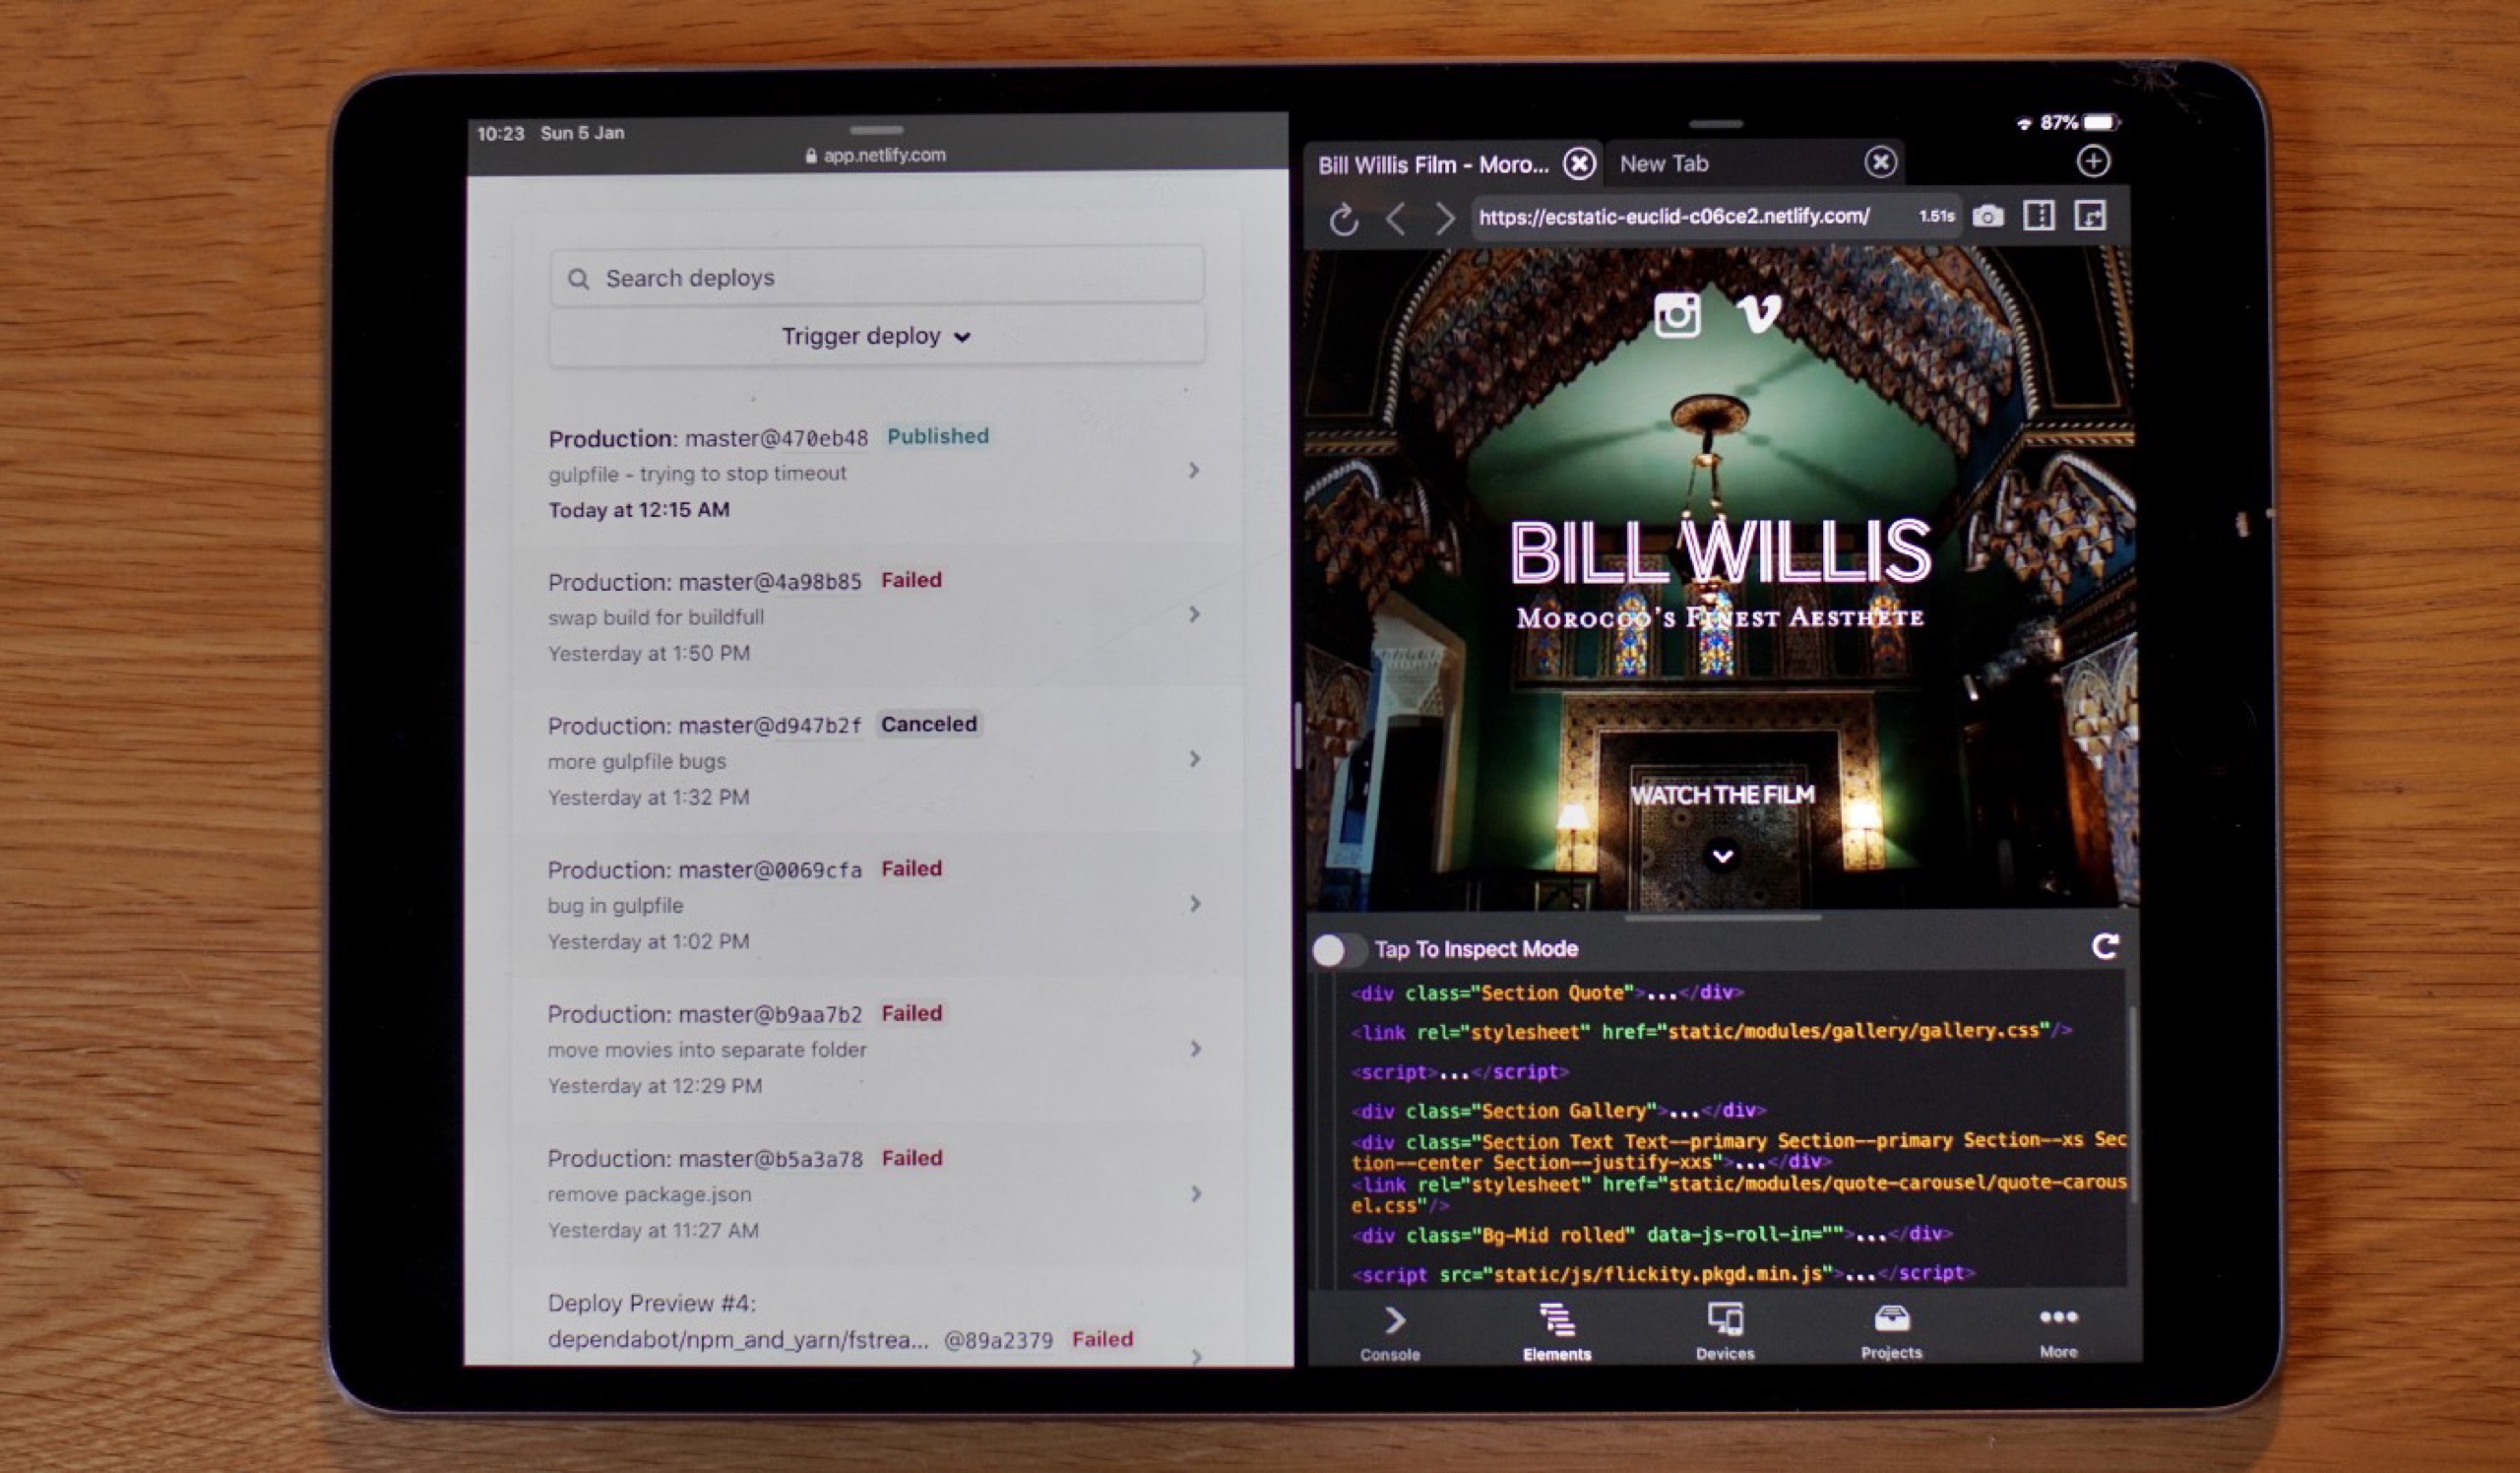 10:23 Sun 5 Jan
app.netlify.com
Search deploys
Trigger deploy
Production: master@470eb48 Published
gulpfile - trying to stop timeout
Today at 12:15 AM
Production: master@4a98b85 Failed
swap build for buildfull
Yesterday at 1:50 PM
Production: master@d947b2f Canceled
more gulpfile bugs
Yesterday at 1:32 PM
Production: master@0069cfa Failed
bug in gulpfile
Yesterday at 1:02 PM
Production: master@b9aa7b2 Failed
move movies into separate folder
Yesterday at 12:29 PM
Production: master@b5a3a78 Failed
remove package.json
Yesterday at 11:27 AM
Deploy Preview #4:
dependabot/npm_and_yarn/fstrea... @89a2379 Failed
87%
Bill Willis Film - Moro... New Tab
https://ecstatic-euclid-c06ce2.netlify.com/ 1.51s
BILL WILLIS
MOROCCO'S FINEST AESTHETE
WATCH THE FILM
Tap To Inspect Mode
<div class="Section Quote">...</div>
<link rel="stylesheet" href="static/modules/gallery/gallery.css"/>
<script>...</script>
<div class="Section Gallery">...</div>
<div class="Section Text Text--primary Section--primary Section--xs Sec
tion--center Section--justify-xxs">...</div>
<link rel="stylesheet" href="static/modules/quote-carousel/quote-carous
el.css"/>
<div class="Bg-Mid rolled" data-js-roll-in="">...</div>
<script src="static/js/flickity.pkgd.min.js">...</script>
Console Elements Devices Projects More